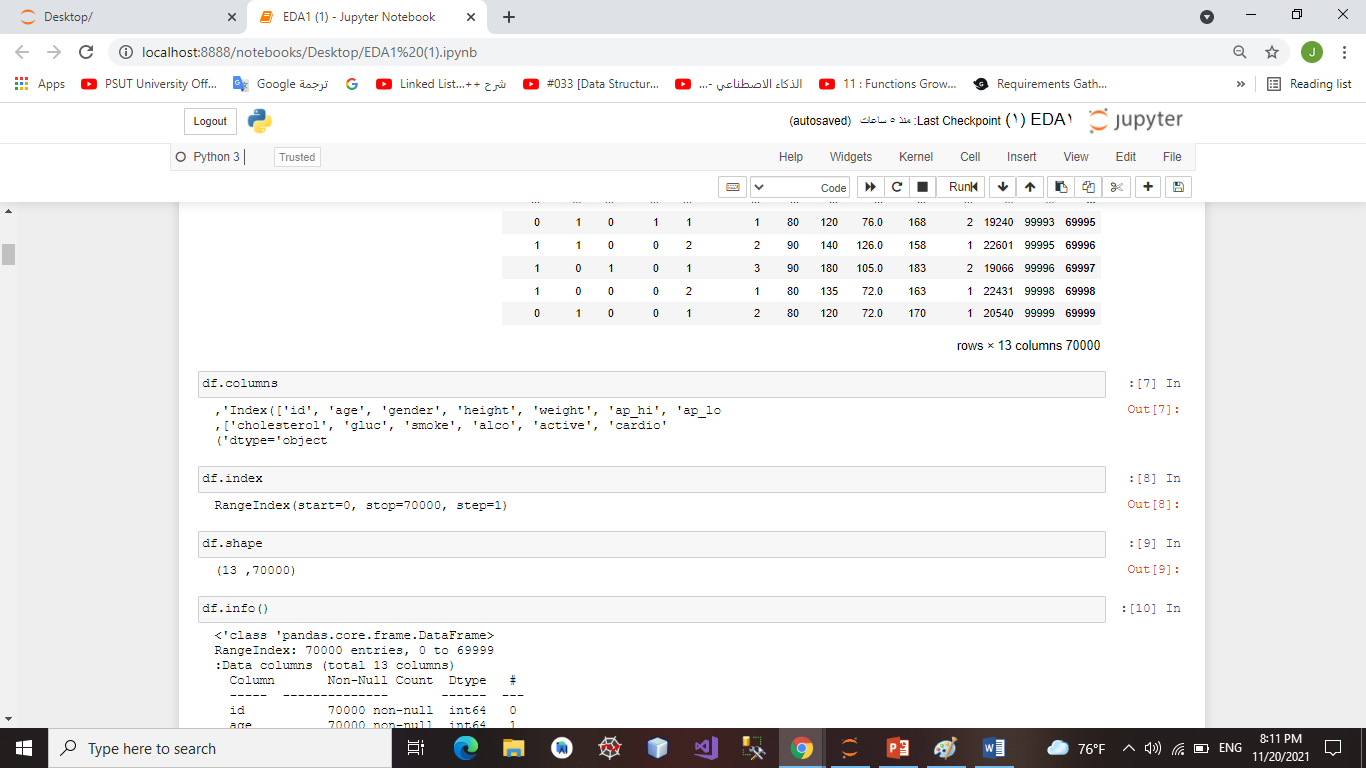 Desktop/
EDA1 (1) - Jupyter Notebook
localhost:8888/notebooks/Desktop/EDA1%20(1).ipynb
J
Apps
PSUT University Off...
ترجمة Google
Linked List...++شرح
#033 [Data Structur...
الذكاء الاصطناعي -...
11 : Functions Grow...
Requirements Gath...
»
Reading list
Logout
(autosaved) منذ ٥ ساعات :Last Checkpoint (١) EDA١
jupyter
Python 3
Trusted
Help Widgets Kernel Cell Insert View Edit File
Code
Run
0 1 0 1 1 1 80 120 76.0 168 2 19240 99993 69995
1 1 0 0 2 2 90 140 126.0 158 1 22601 99995 69996
1 0 1 0 1 3 90 180 105.0 183 2 19066 99996 69997
1 0 0 0 2 1 80 135 72.0 163 1 22431 99998 69998
0 1 0 0 1 2 80 120 72.0 170 1 20540 99999 69999
rows × 13 columns 70000
df.columns :[7] In
,'Index(['id', 'age', 'gender', 'height', 'weight', 'ap_hi', 'ap_lo Out[7]:
,['cholesterol', 'gluc', 'smoke', 'alco', 'active', 'cardio'
('dtype='object
df.index :[8] In
RangeIndex(start=0, stop=70000, step=1) Out[8]:
df.shape :[9] In
(13 ,70000) Out[9]:
df.info() :[10] In
<'class 'pandas.core.frame.DataFrame>
RangeIndex: 70000 entries, 0 to 69999
:Data columns (total 13 columns)
Column Non-Null Count Dtype #
----- -------------- ------ ---
id 70000 non-null int64 0
age 70000 non-null int64 1
Type here to search
76°F
ENG
8:11 PM
11/20/2021